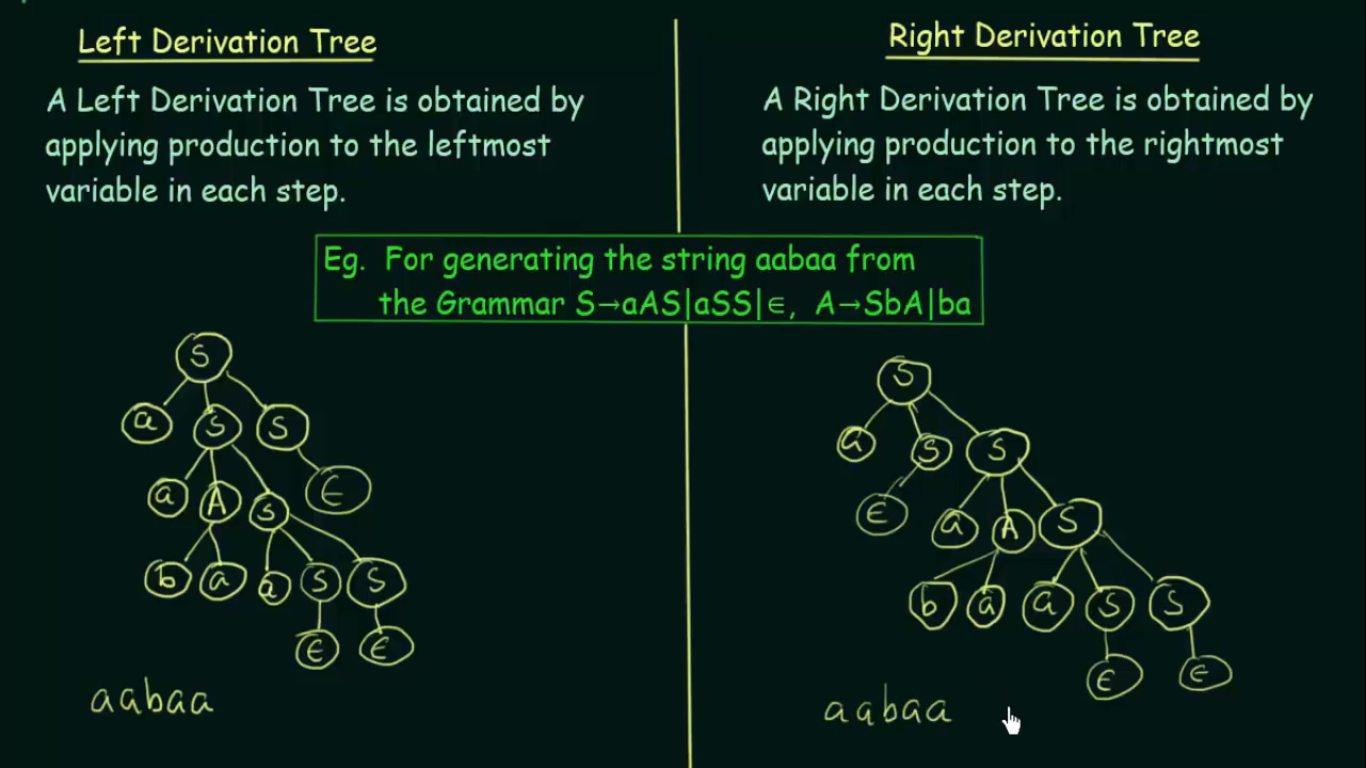 Left Derivation Tree
A Left Derivation Tree is obtained by
applying production to the leftmost
variable in each step.
Right Derivation Tree
A Right Derivation Tree is obtained by
applying production to the rightmost
variable in each step.
Eg. For generating the string aabaa from
the Grammar S→aAS|aSS|∈, A→SbA|ba
S
a S S
a A S ∈
b a a S S
∈ ∈
aabaa
S
a S S
∈ a A S
b a a S S
∈ ∈
aabaa